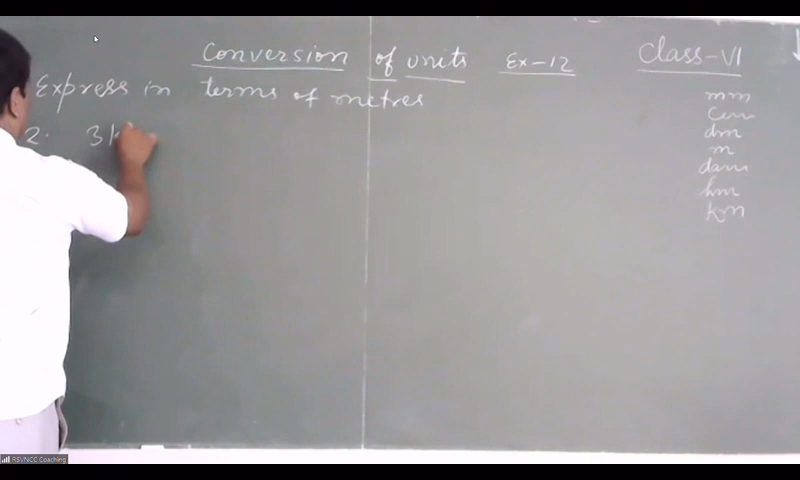 Conversion of units Ex-12 Class-VI
Express in terms of metres
2. 3k
mm
cm
dm
m
dam
hm
km
RSVNCC Coaching